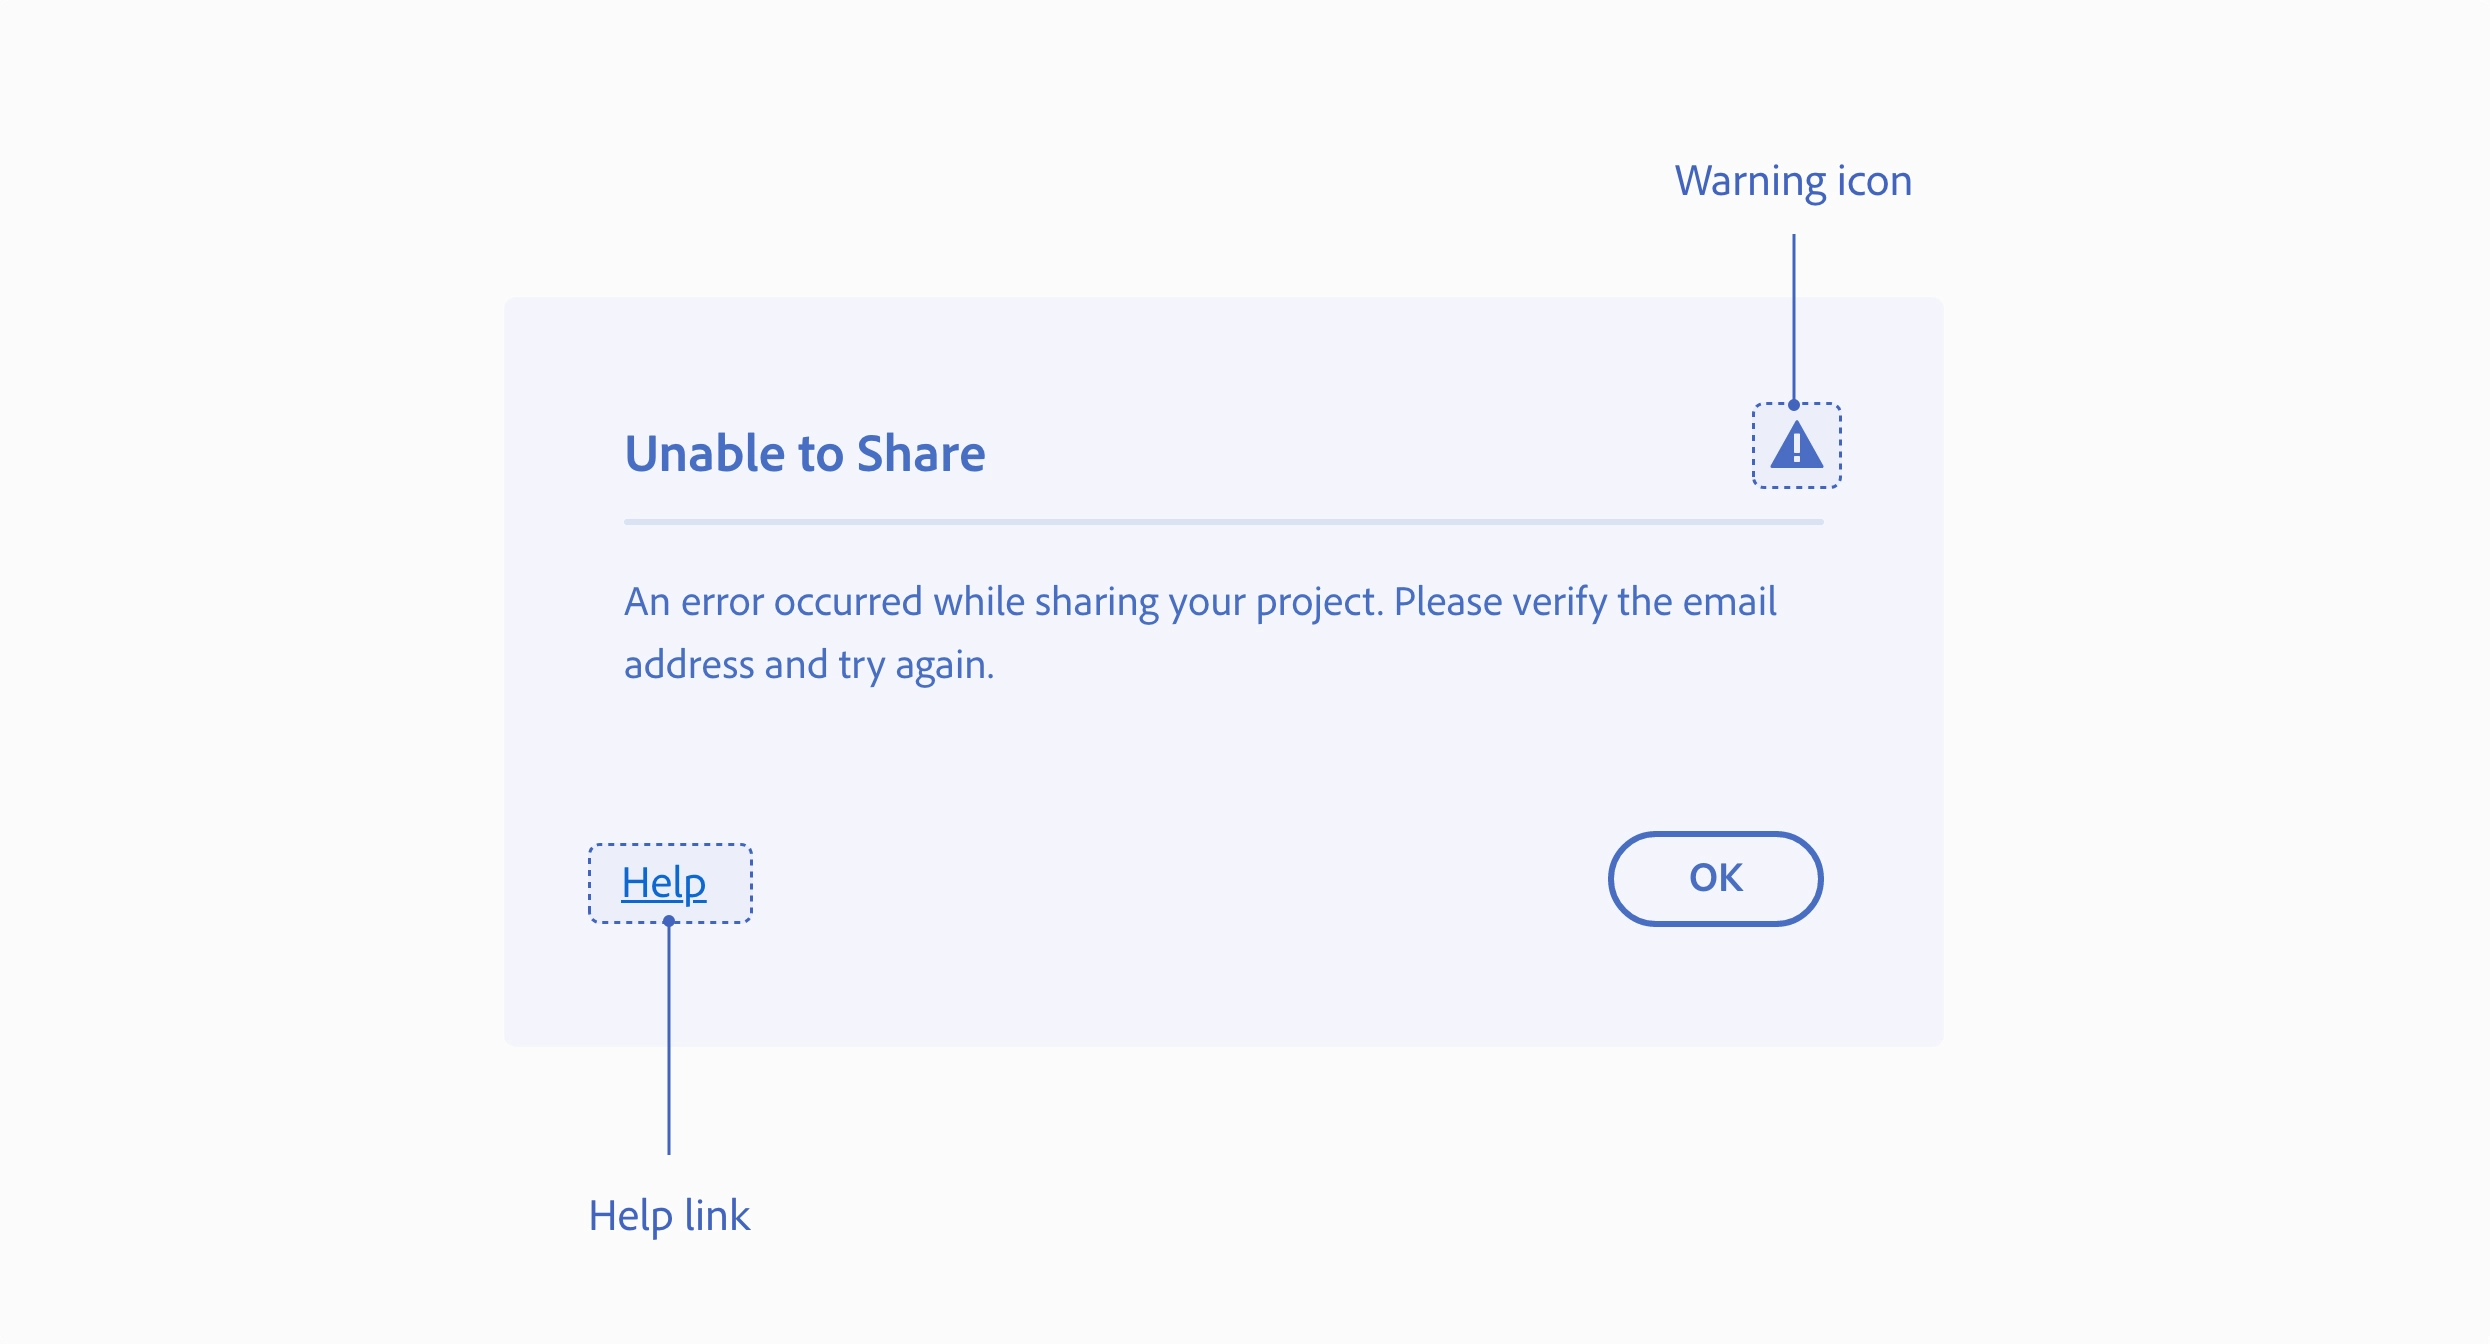 Warning icon
Unable to Share
An error occurred while sharing your project. Please verify the email
address and try again.
Help
OK
Help link